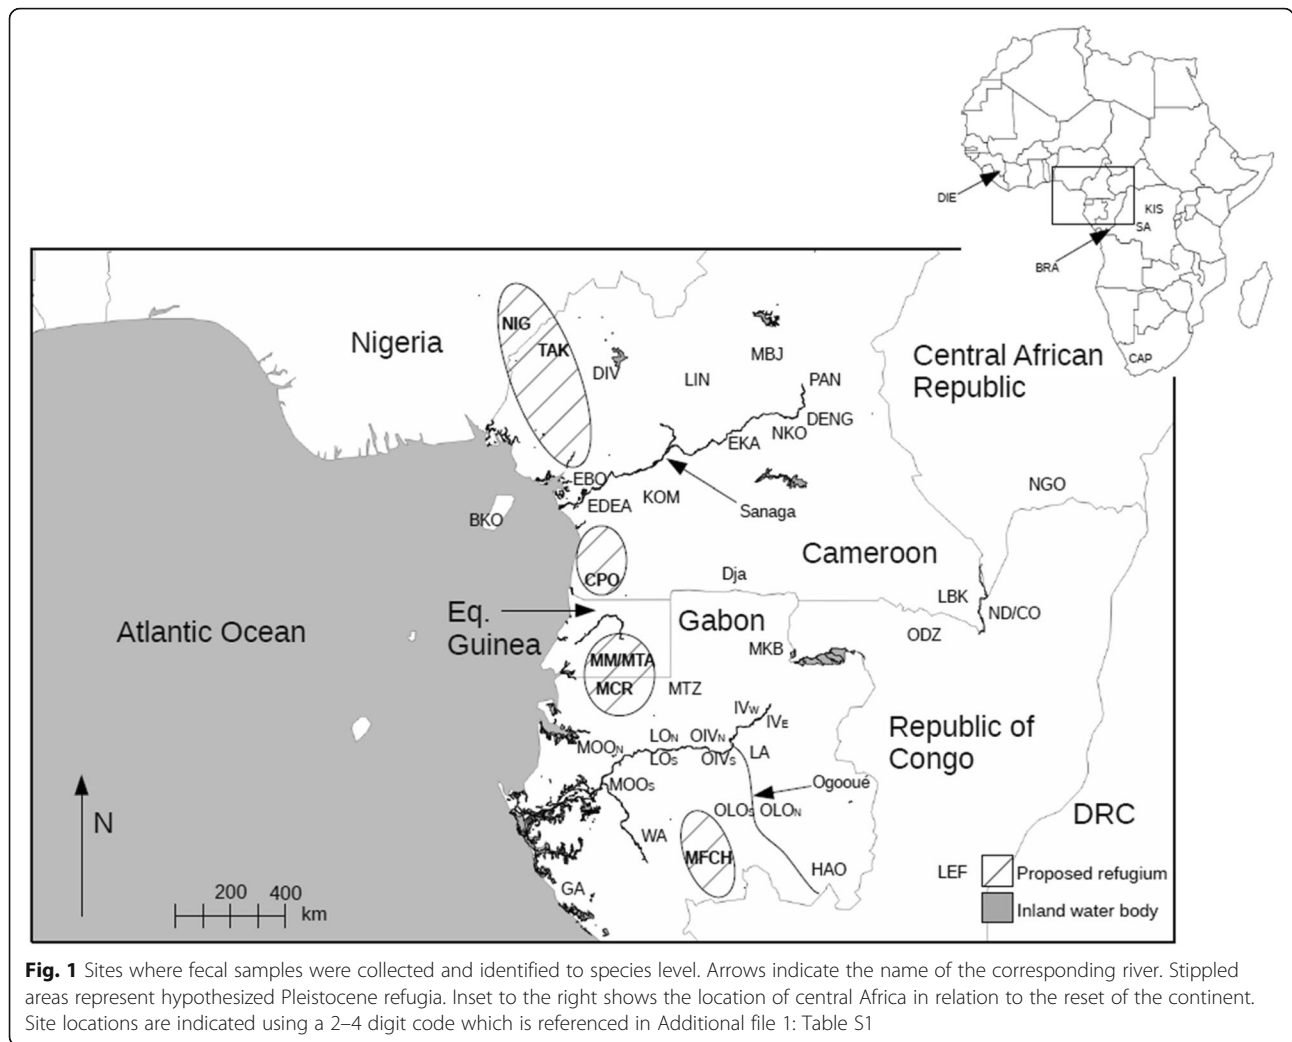 DIE
KIS
SA
BRA
CAP
NIG
TAK
Nigeria
DIV
LIN
MBJ
PAN
Central African
Republic
DENG
NKO
EKA
EBO
EDEA
KOM
Sanaga
NGO
BKO
CPO
Cameroon
Dja
LBK
ND/CO
Eq.
Guinea
Gabon
ODZ
Atlantic Ocean
MKB
MM/MTA
MCR
MTZ
IVW
IVE
Republic of
Congo
MOON
LON
OIVN
LOS
OIVS
LA
MOOS
Ogooué
N
OLOS
OLON
DRC
WA
MFCH
HAO
LEF
Proposed refugium
GA
200 400
km
Inland water body
Fig. 1 Sites where fecal samples were collected and identified to species level. Arrows indicate the name of the corresponding river. Stippled
areas represent hypothesized Pleistocene refugia. Inset to the right shows the location of central Africa in relation to the reset of the continent.
Site locations are indicated using a 2–4 digit code which is referenced in Additional file 1: Table S1